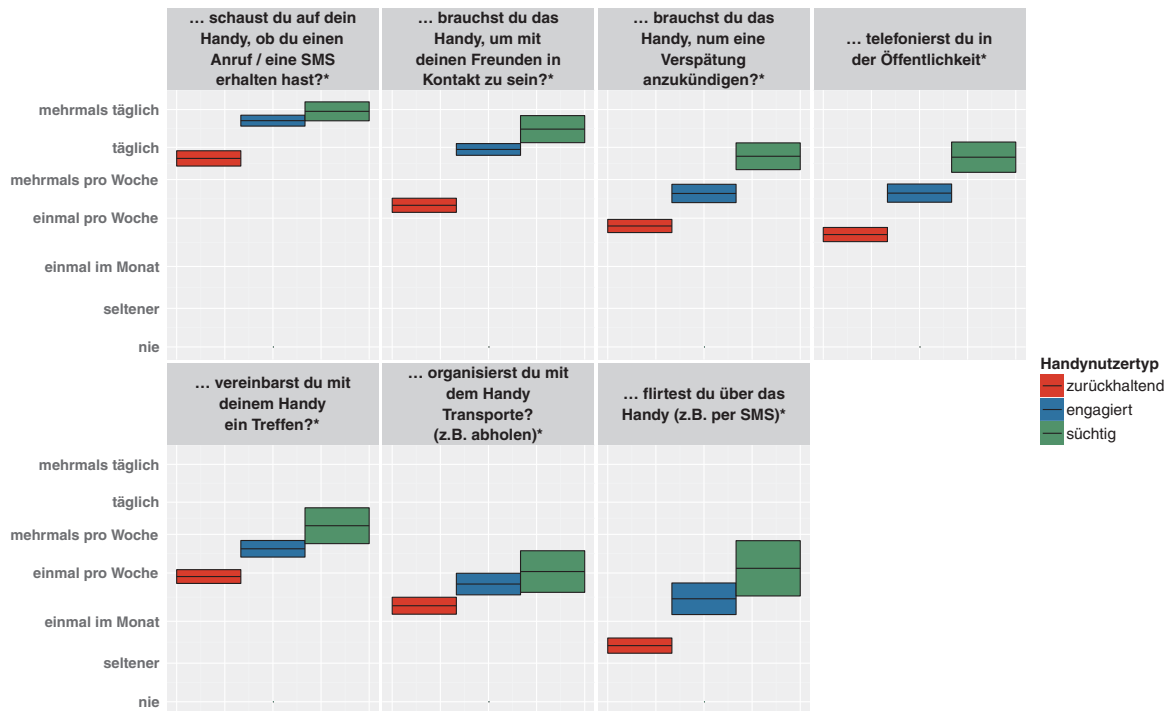 … schaust du auf dein
Handy, ob du einen
Anruf / eine SMS
erhalten hast?*
… brauchst du das
Handy, um mit
deinen Freunden in
Kontakt zu sein?*
… brauchst du das
Handy, num eine
Verspätung
anzukündigen?*
… telefonierst du in
der Öffentlichkeit*
mehrmals täglich
täglich
mehrmals pro Woche
einmal pro Woche
einmal im Monat
seltener
nie
… vereinbarst du mit
deinem Handy
ein Treffen?*
… organisierst du mit
dem Handy
Transporte?
(z.B. abholen)*
… flirtest du über das
Handy (z.B. per SMS)*
mehrmals täglich
täglich
mehrmals pro Woche
einmal pro Woche
einmal im Monat
seltener
nie
Handynutzertyp
zurückhaltend
engagiert
süchtig